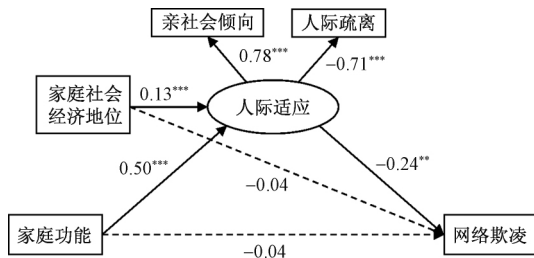 亲社会倾向
人际疏离
0.78***
−0.71***
家庭社会
经济地位
0.13***
人际适应
0.50***
−0.04
−0.24**
家庭功能
−0.04
网络欺凌